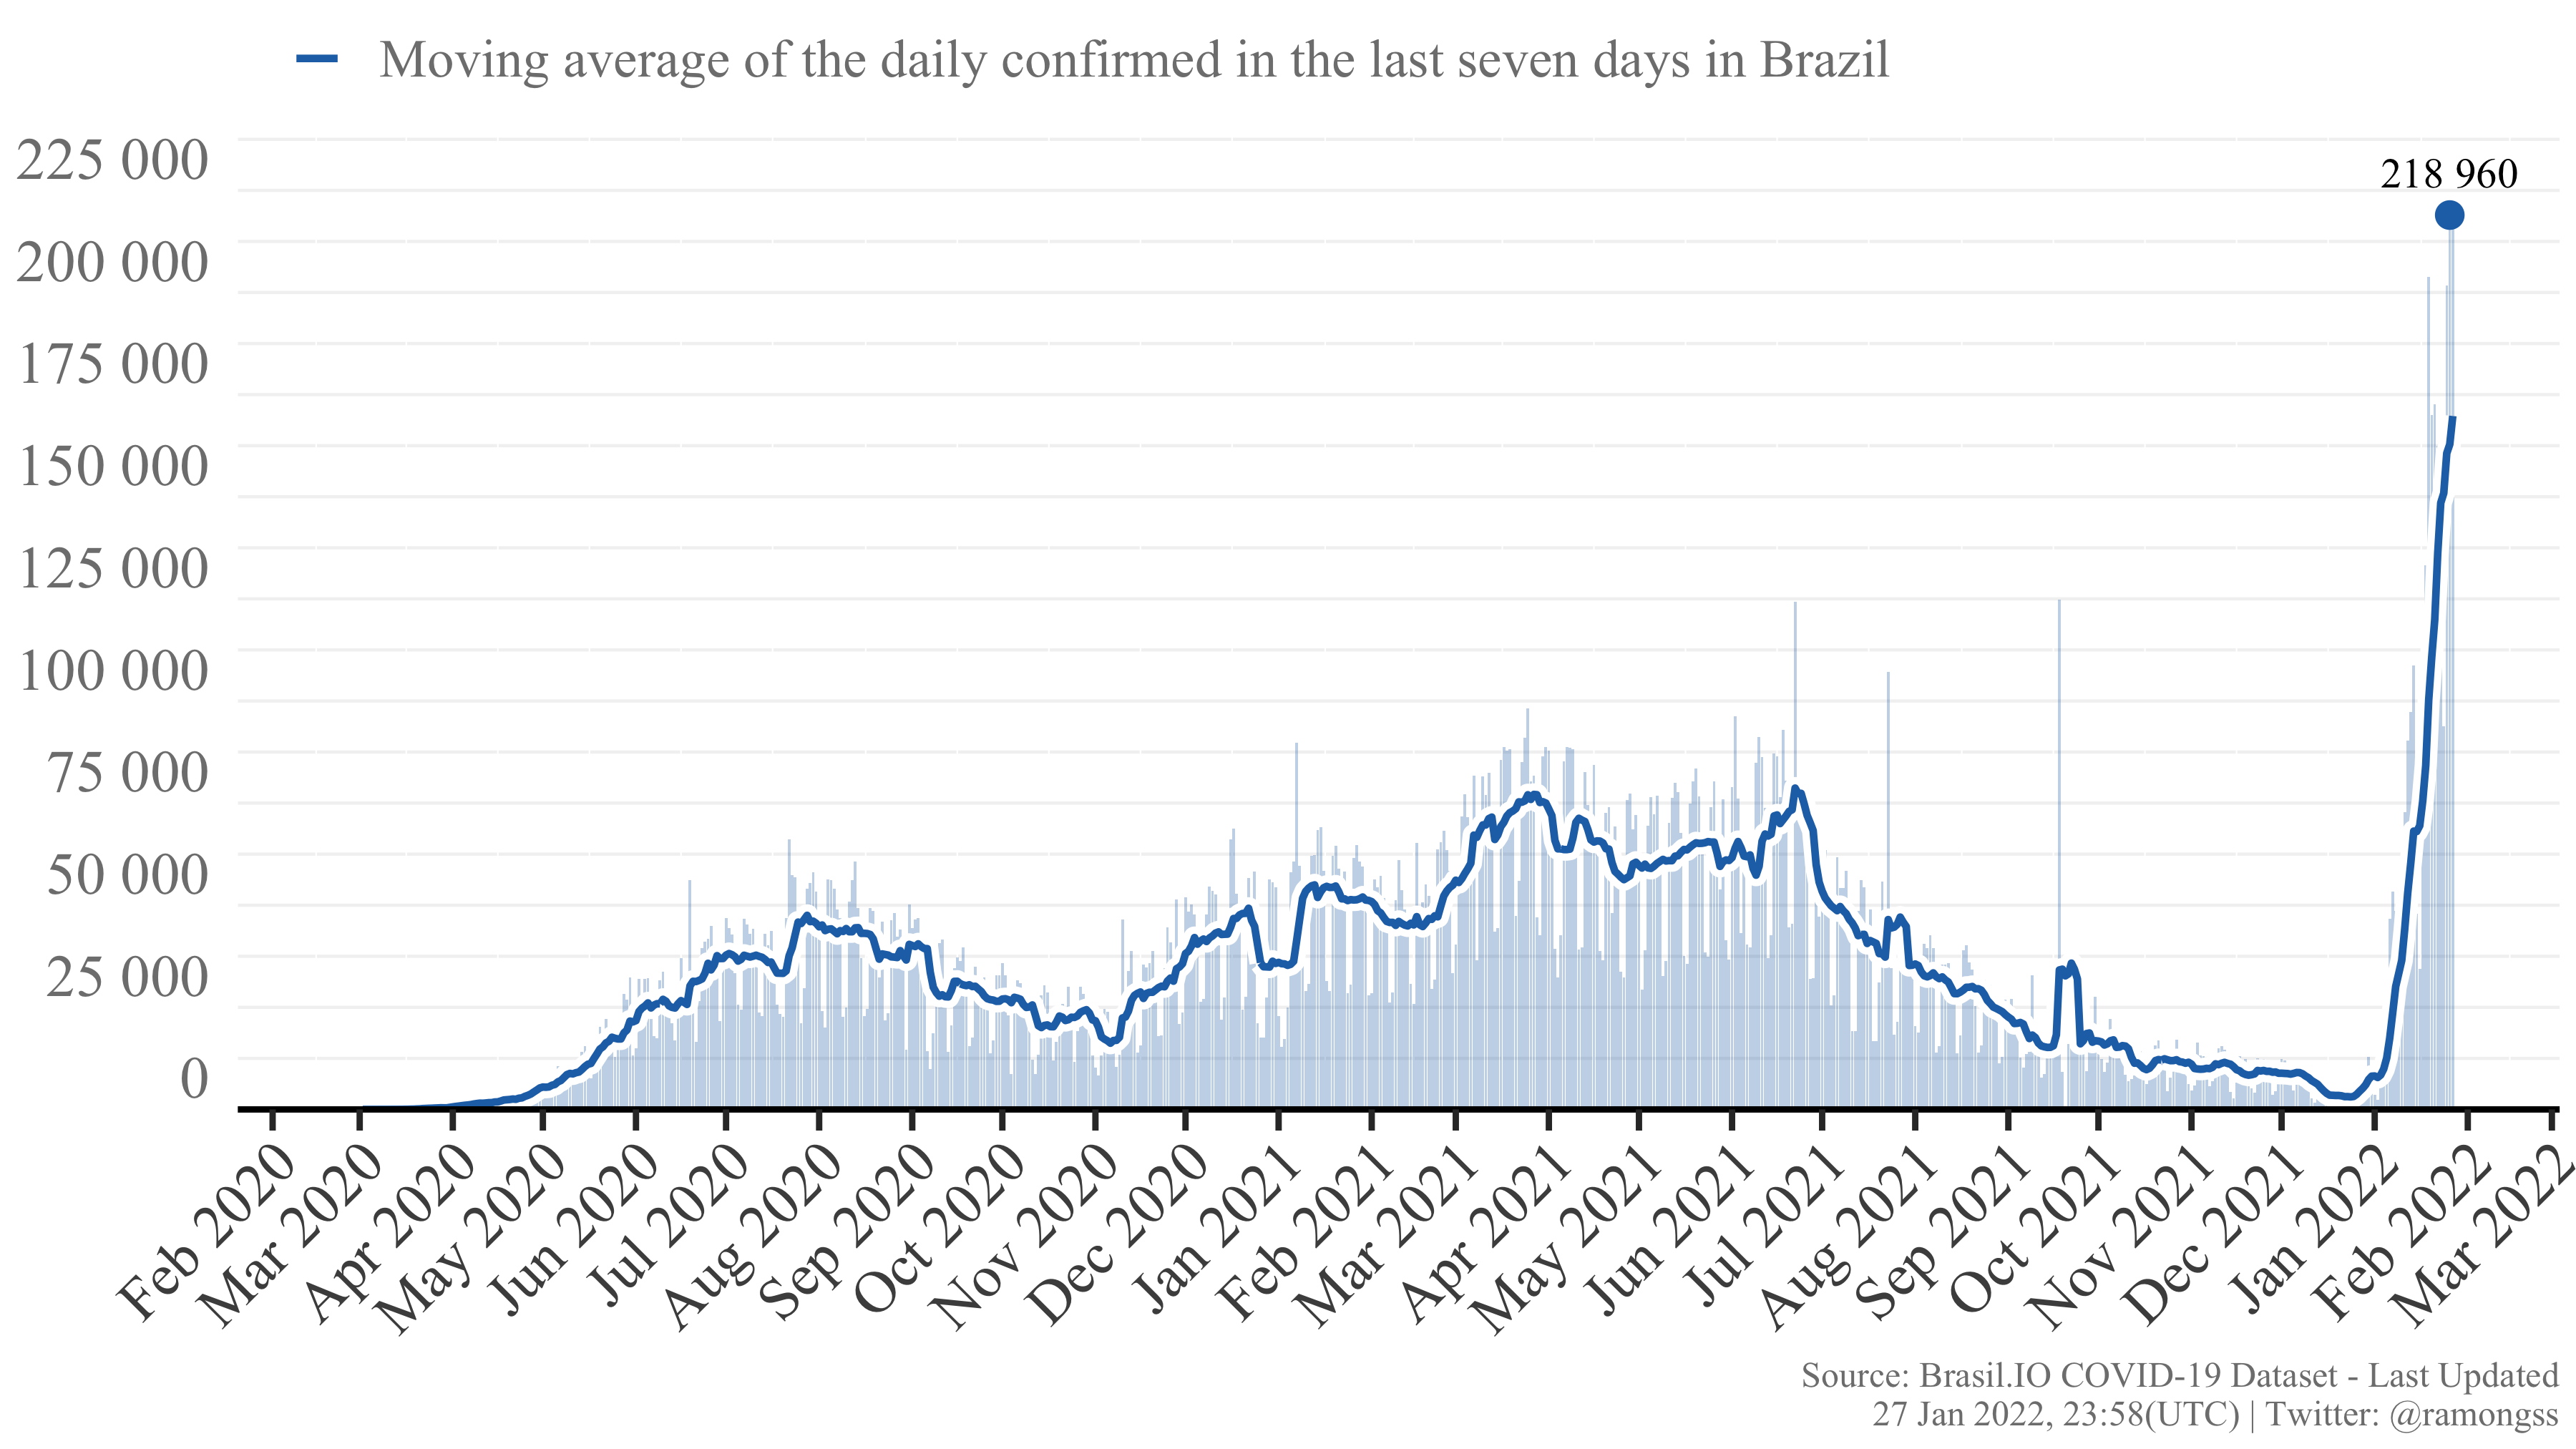 Moving average of the daily confirmed in the last seven days in Brazil
225 000
218 960
200 000
175 000
150 000
125 000
100 000
75 000
50 000
25 000
0
Feb 2020
Mar 2020
Apr 2020
May 2020
Jun 2020
Jul 2020
Aug 2020
Sep 2020
Oct 2020
Nov 2020
Dec 2020
Jan 2021
Feb 2021
Mar 2021
Apr 2021
May 2021
Jun 2021
Jul 2021
Aug 2021
Sep 2021
Oct 2021
Nov 2021
Dec 2021
Jan 2022
Feb 2022
Mar 2022
Source: Brasil.IO COVID-19 Dataset - Last Updated
27 Jan 2022, 23:58(UTC) | Twitter: @ramongss